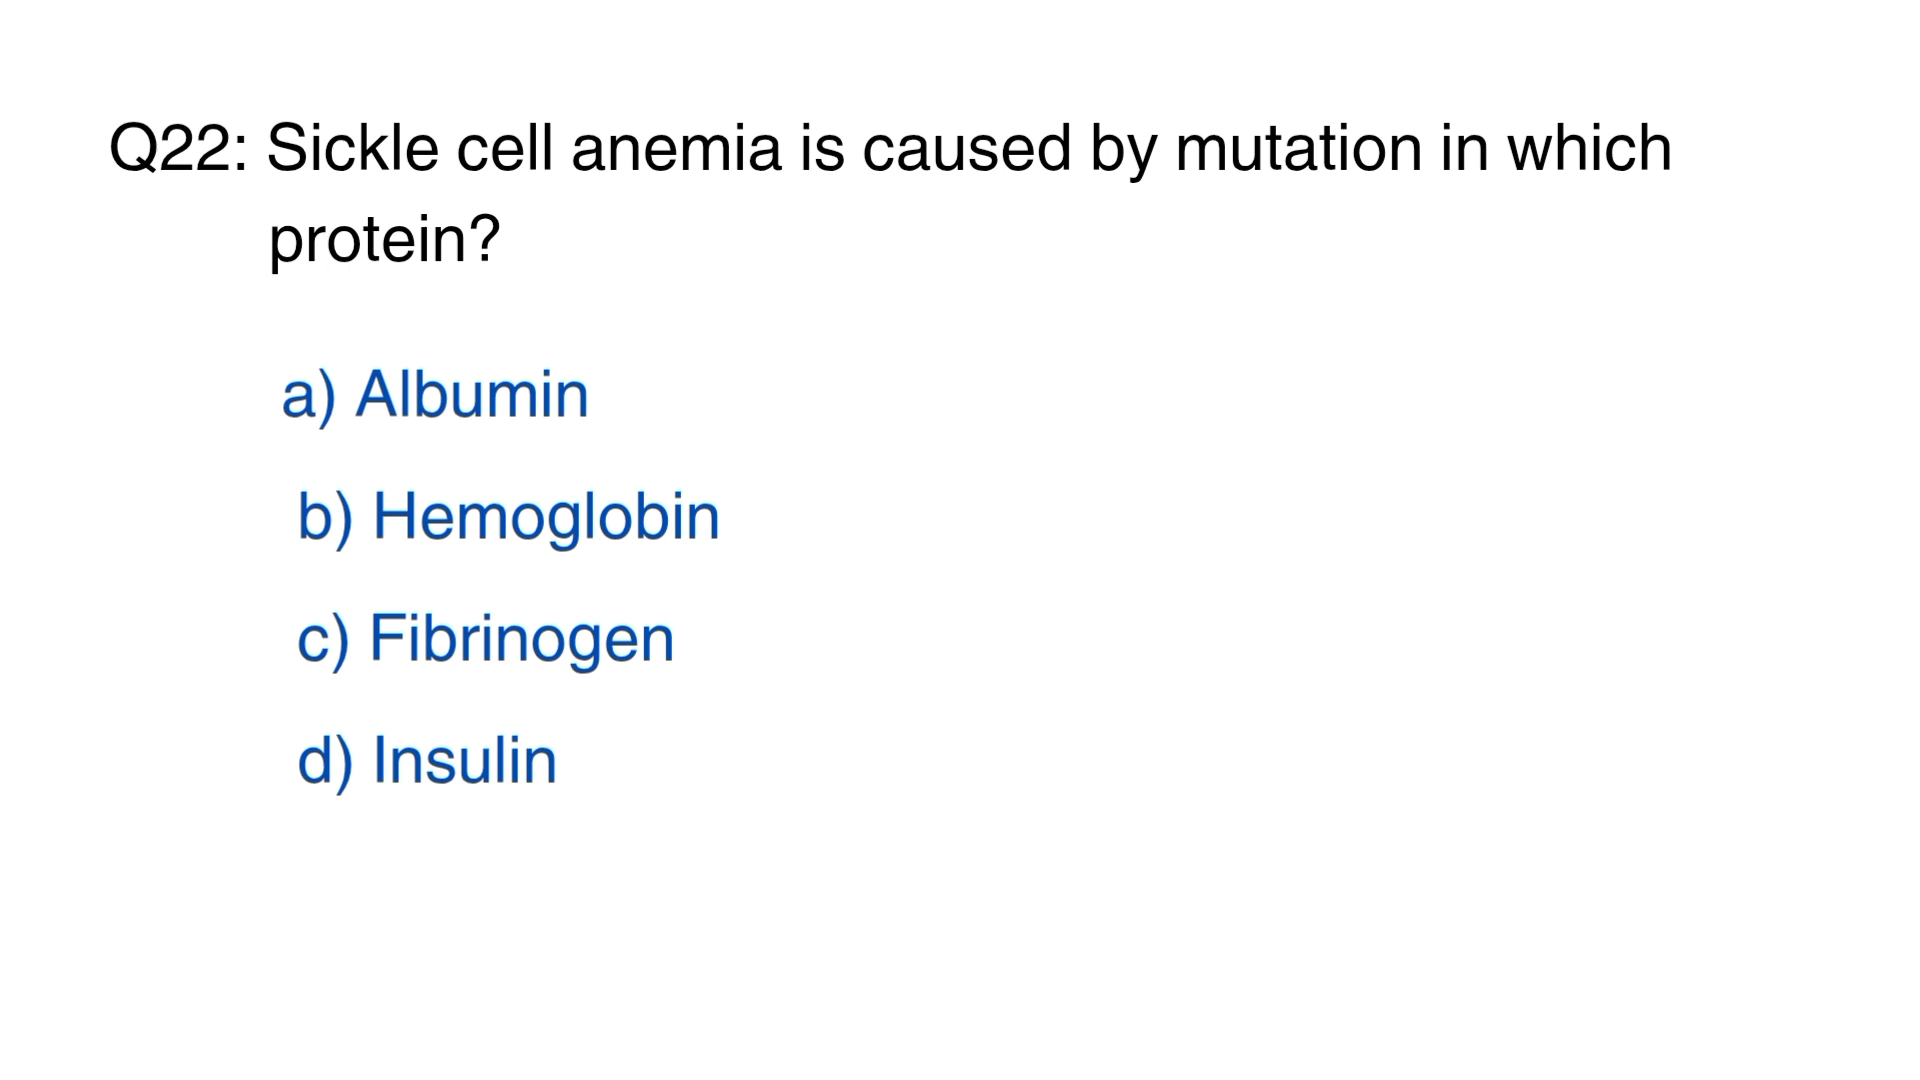 Q22: Sickle cell anemia is caused by mutation in which
protein?
a) Albumin
b) Hemoglobin
c) Fibrinogen
d) Insulin